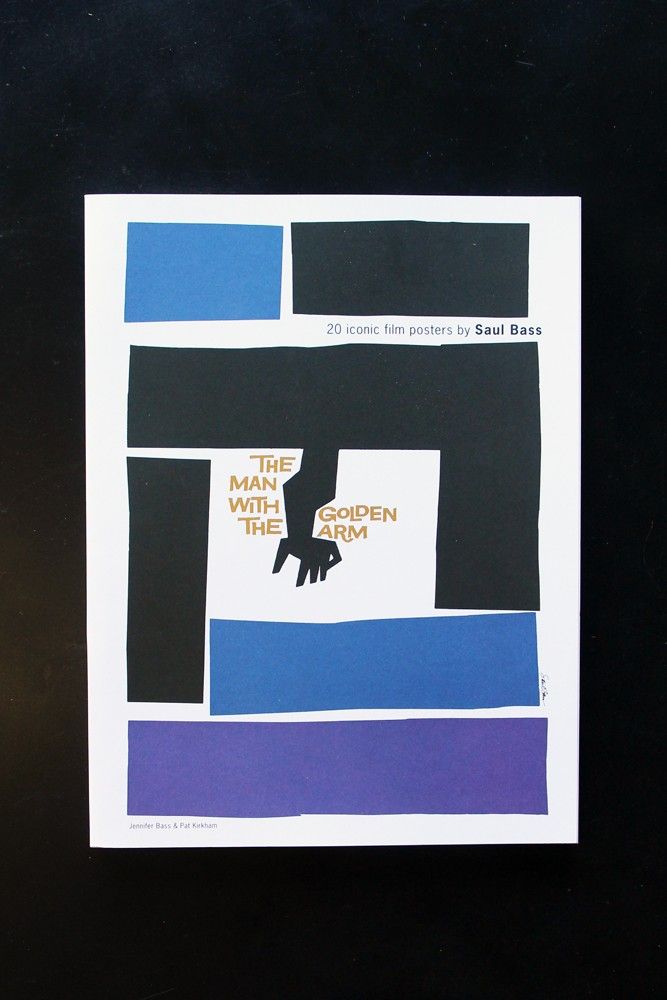 20 iconic film posters by Saul Bass
THE
MAN
WITH
THE
GOLDEN
ARM
Jennifer Bass & Pat Kirkham